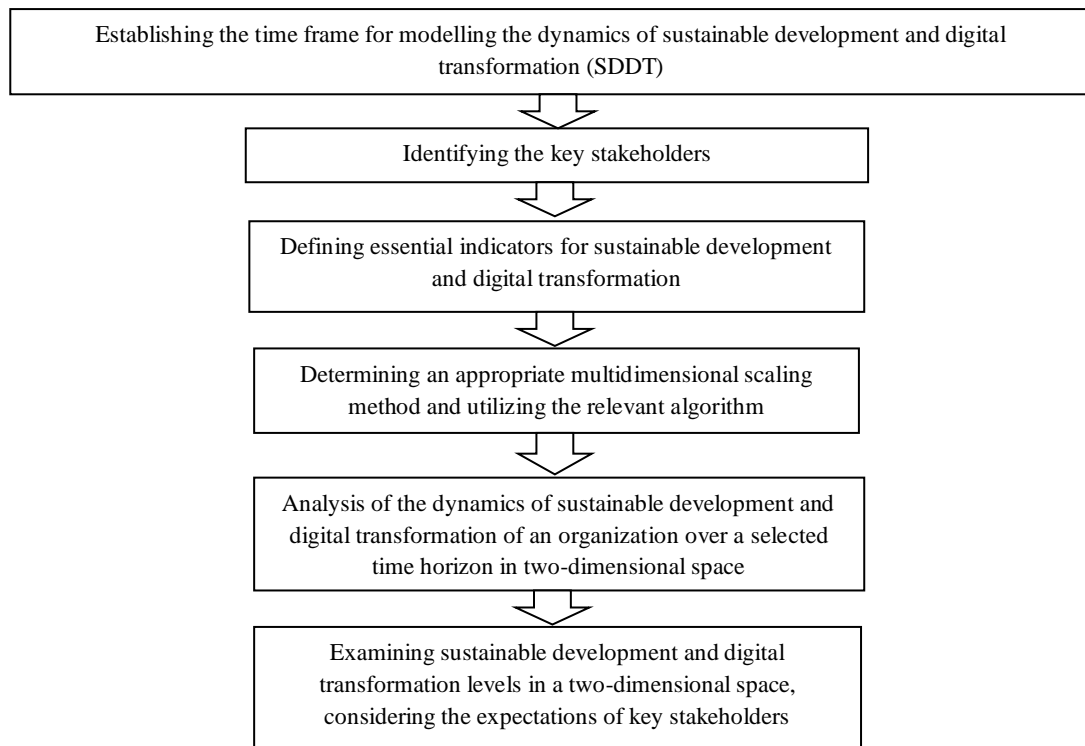 Establishing the time frame for modelling the dynamics of sustainable development and digital
transformation (SDDT)
Identifying the key stakeholders
Defining essential indicators for sustainable development
and digital transformation
Determining an appropriate multidimensional scaling
method and utilizing the relevant algorithm
Analysis of the dynamics of sustainable development and
digital transformation of an organization over a selected
time horizon in two-dimensional space
Examining sustainable development and digital
transformation levels in a two-dimensional space,
considering the expectations of key stakeholders